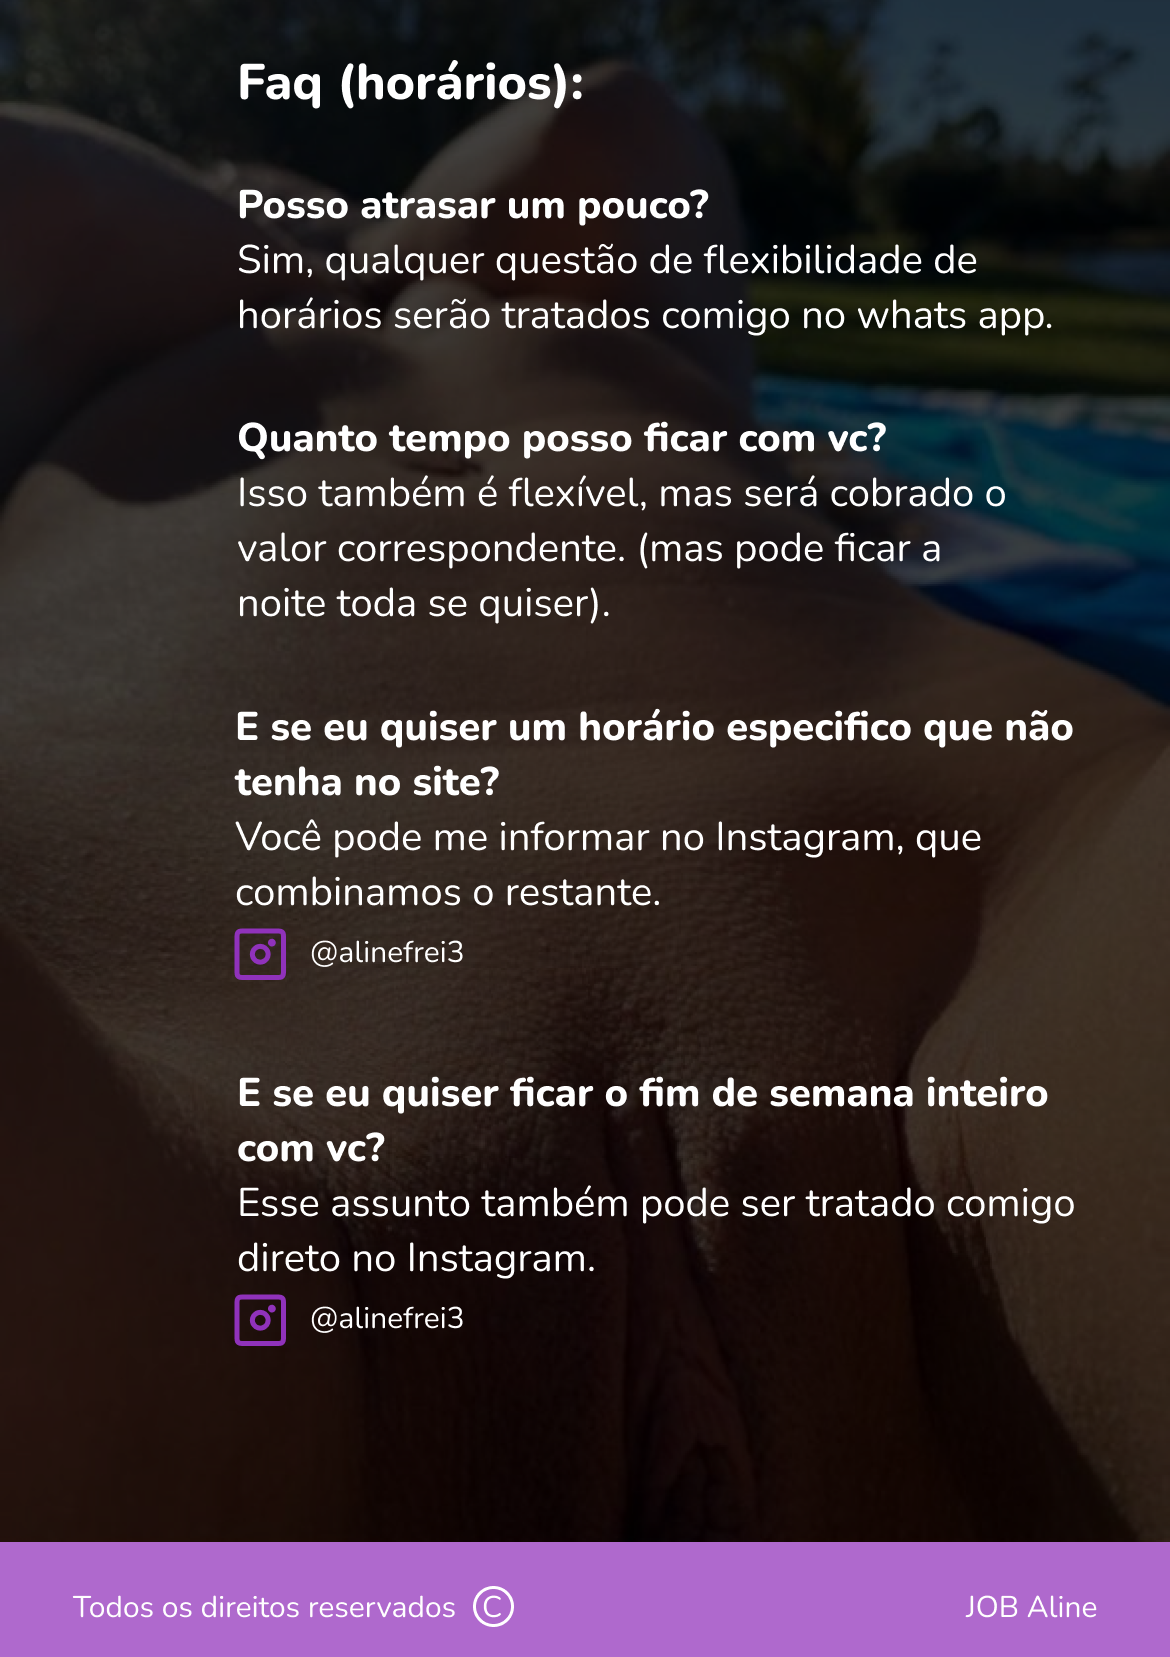 Faq (horários):
Posso atrasar um pouco?
Sim, qualquer questão de flexibilidade de
horários serão tratados comigo no whats app.
Quanto tempo posso ficar com vc?
Isso também é flexível, mas será cobrado o
valor correspondente. (mas pode ficar a
noite toda se quiser).
E se eu quiser um horário especifico que não
tenha no site?
Você pode me informar no Instagram, que
combinamos o restante.
@alinefrei3
E se eu quiser ficar o fim de semana inteiro
com vc?
Esse assunto também pode ser tratado comigo
direto no Instagram.
@alinefrei3
Todos os direitos reservados ©
JOB Aline